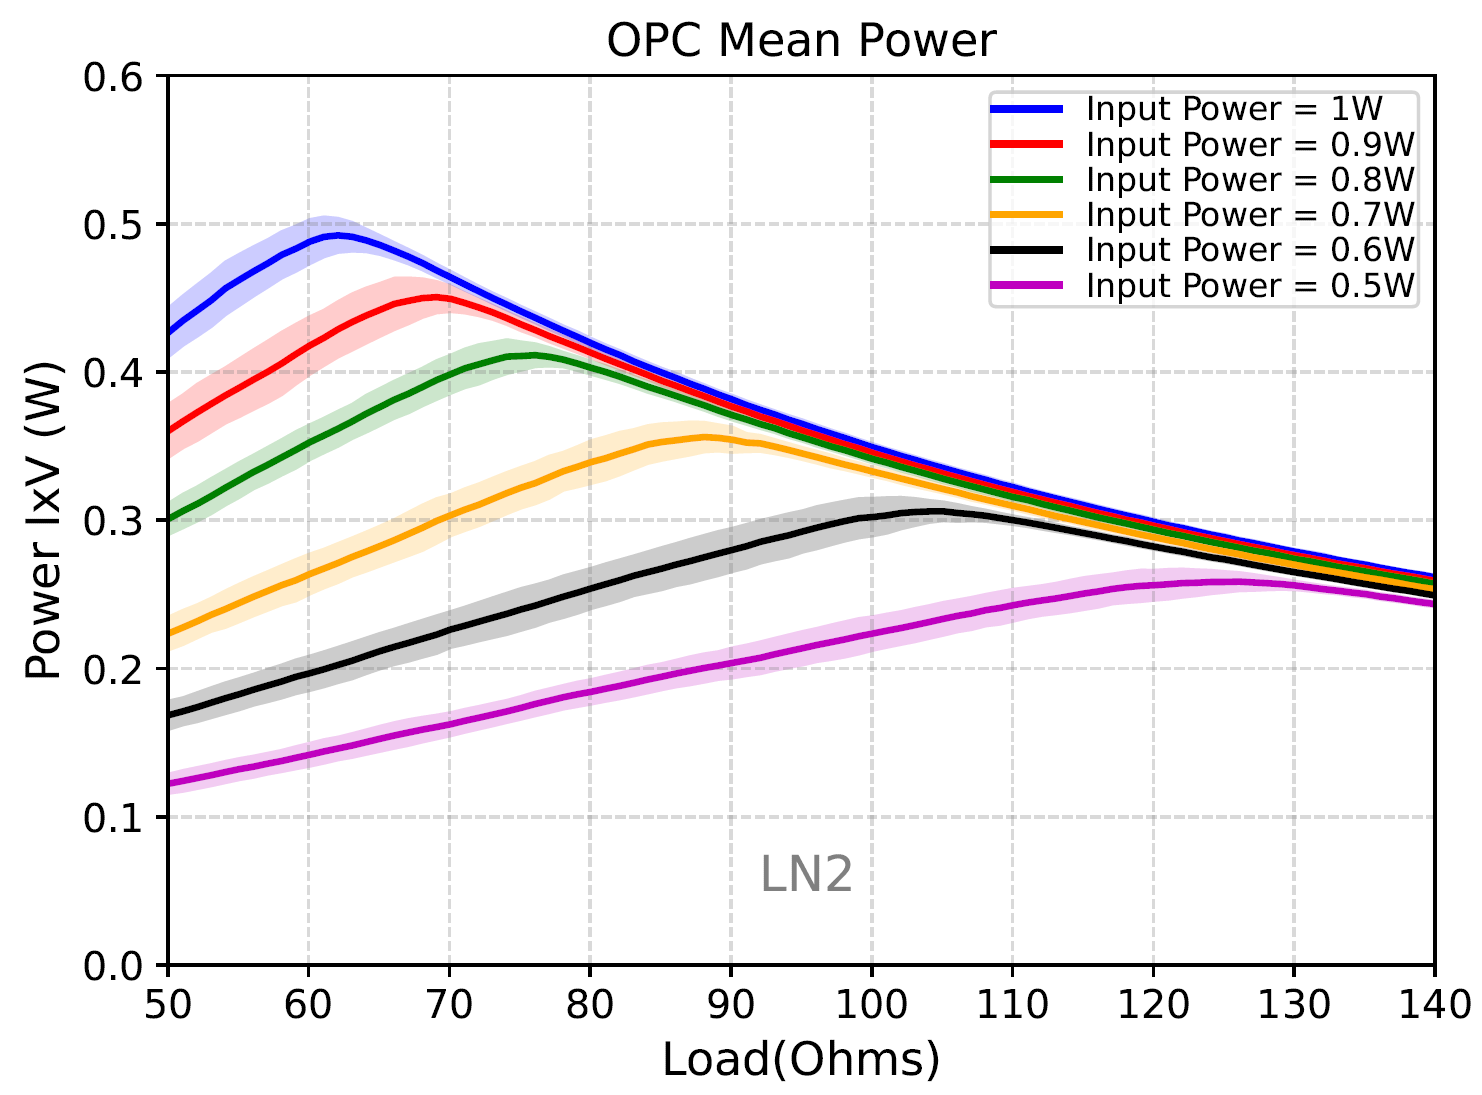 OPC Mean Power
Power IxV (W)
0.6
0.5
0.4
0.3
0.2
0.1
0.0
Input Power = 1W
Input Power = 0.9W
Input Power = 0.8W
Input Power = 0.7W
Input Power = 0.6W
Input Power = 0.5W
LN2
50 60 70 80 90 100 110 120 130 140
Load(Ohms)